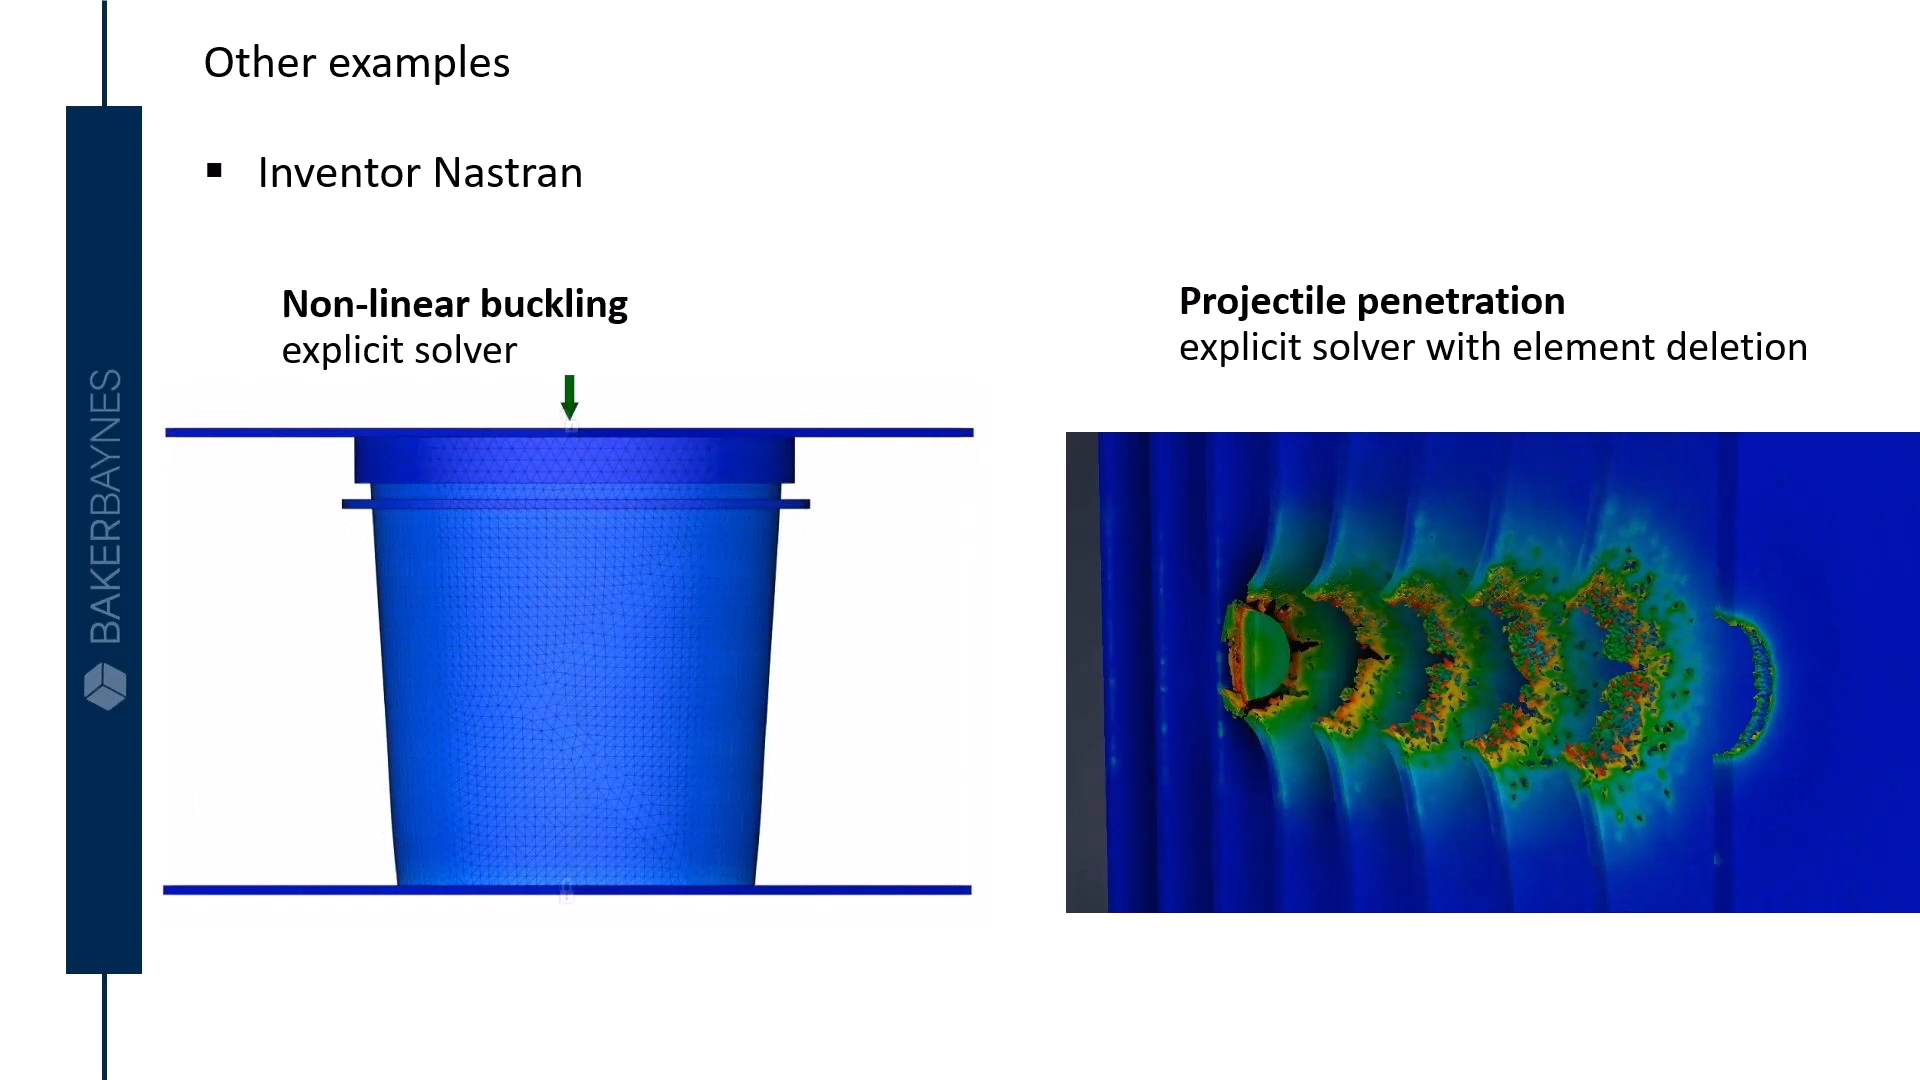 Other examples
▪ Inventor Nastran
Non-linear buckling
explicit solver
Projectile penetration
explicit solver with element deletion
BAKERBAYNES